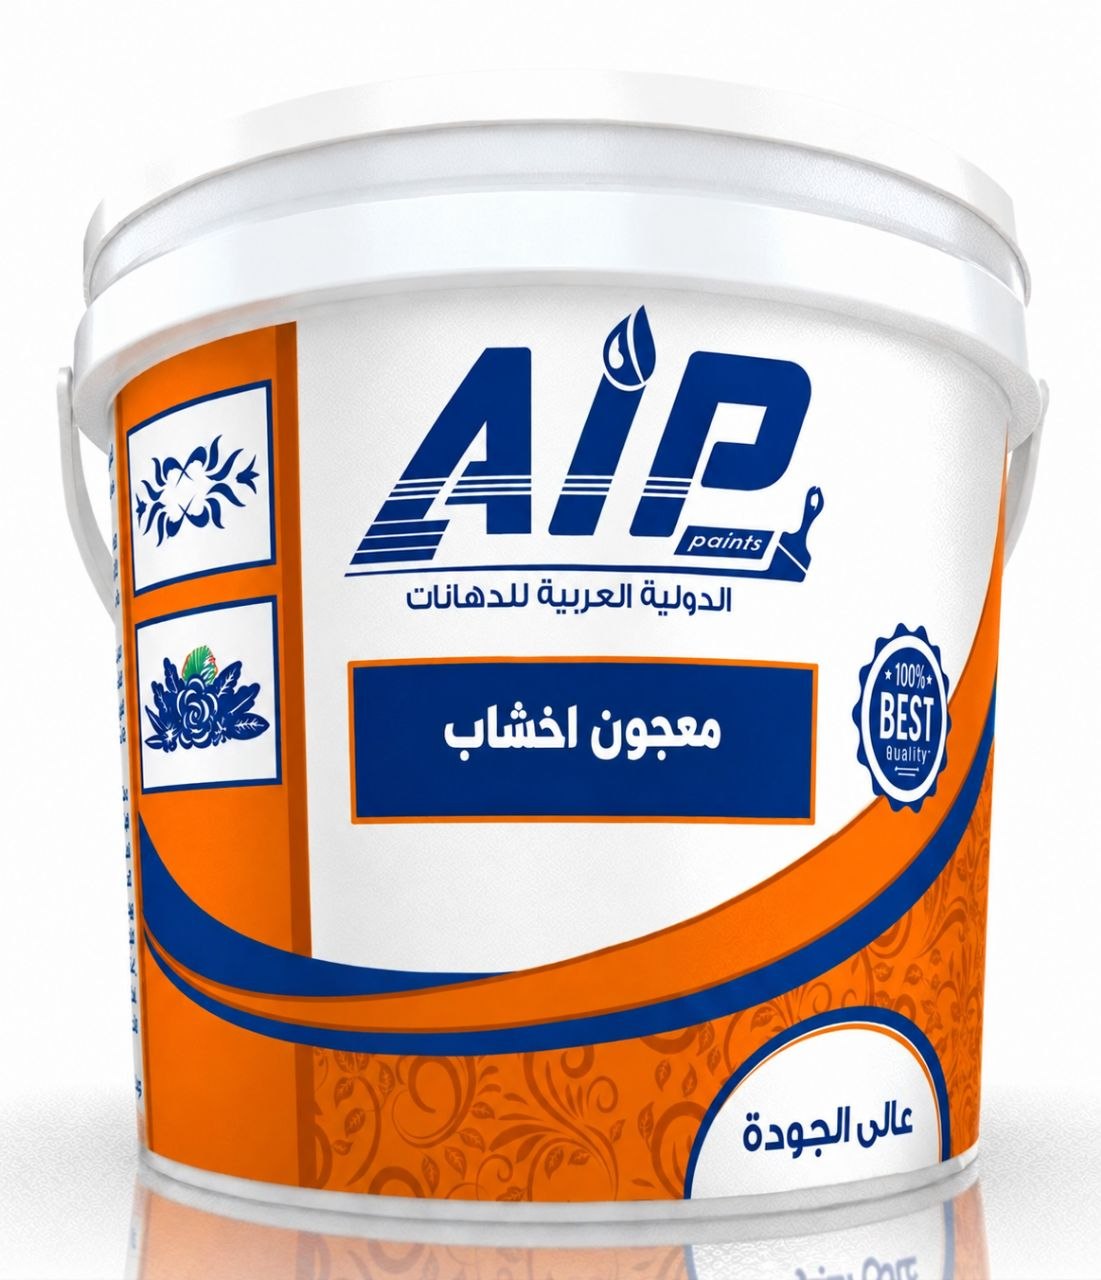 AIP
paints
الدولية العربية للدهانات
معجون اخشاب
100%
BEST
Quality
عالى الجودة